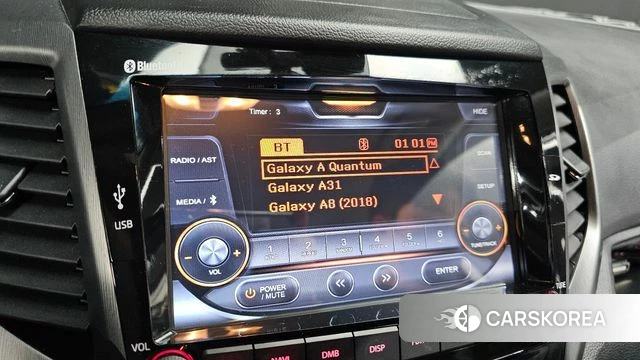 Bluetooth
Timer : 3
HIDE
RADIO / AST
BT
01 01 PM
SCAN
Galaxy A Quantum
Galaxy A31
MEDIA /
SETUP
Galaxy A8 (2018)
USB
1 2 3 4 5 6
- VOL +
- TUNE/TRACK +
POWER / MUTE
<<
>>
ENTER
VOL
NAVI
DMB
DISP
CARSKOREA